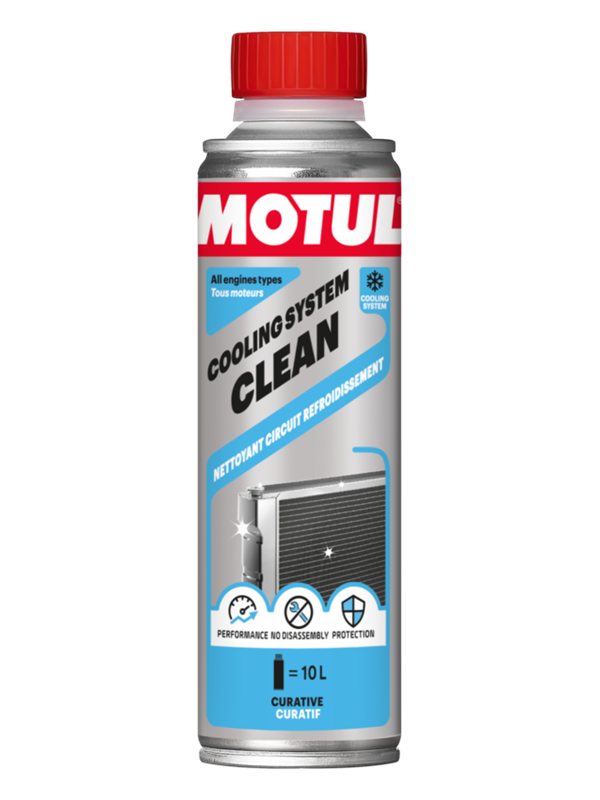 MOTUL®
All engines types
Tous moteurs
COOLING
SYSTEM
COOLING SYSTEM
CLEAN
NETTOYANT CIRCUIT REFROIDISSEMENT
PERFORMANCE NO DISASSEMBLY PROTECTION
= 10 L
CURATIVE
CURATIF